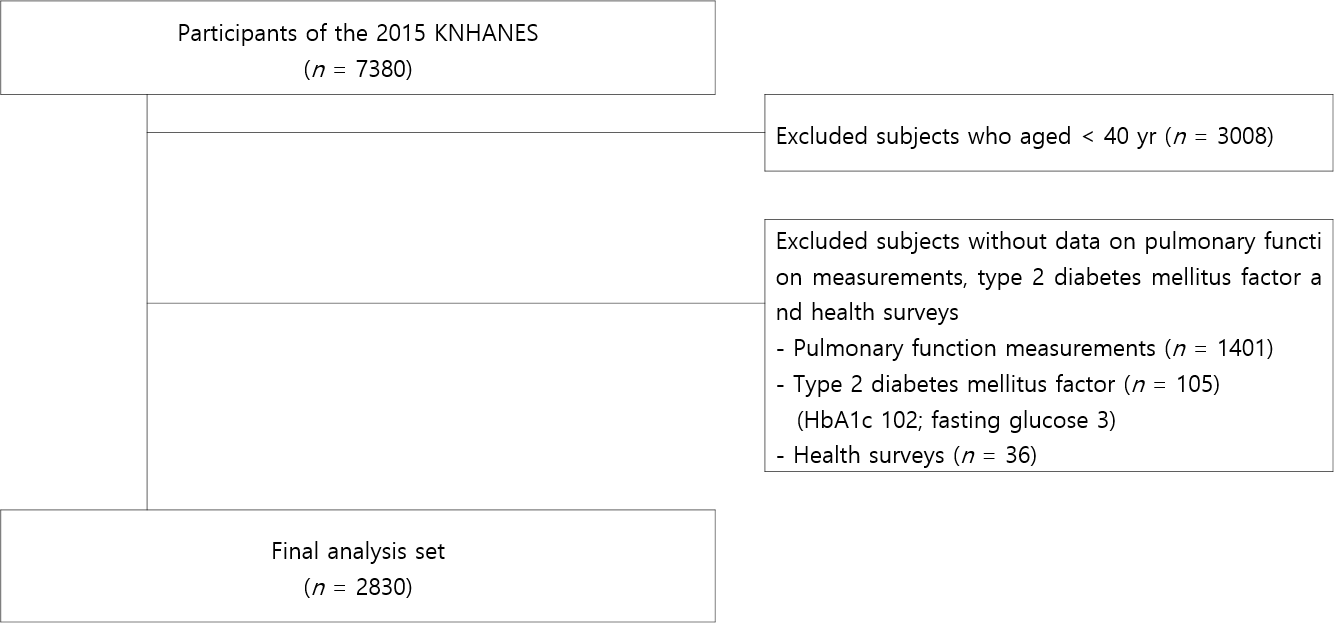 Participants of the 2015 KNHANES
(n = 7380)
Excluded subjects who aged < 40 yr (n = 3008)
Excluded subjects without data on pulmonary functi
on measurements, type 2 diabetes mellitus factor a
nd health surveys
- Pulmonary function measurements (n = 1401)
- Type 2 diabetes mellitus factor (n = 105)
(HbA1c 102; fasting glucose 3)
- Health surveys (n = 36)
Final analysis set
(n = 2830)